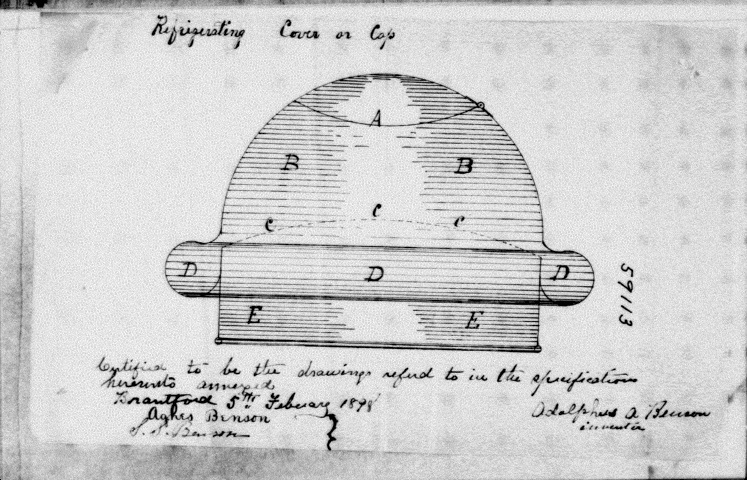 Refrigerating Cover or Cap
A
B B
C C C
D D D
E E
59113
Certified to be the drawings referd to in the specifications
hereinto annexed
Brantford 5th February 1898
Agnes Benson
S. S. Benson
Adolphus A Benson
inventor